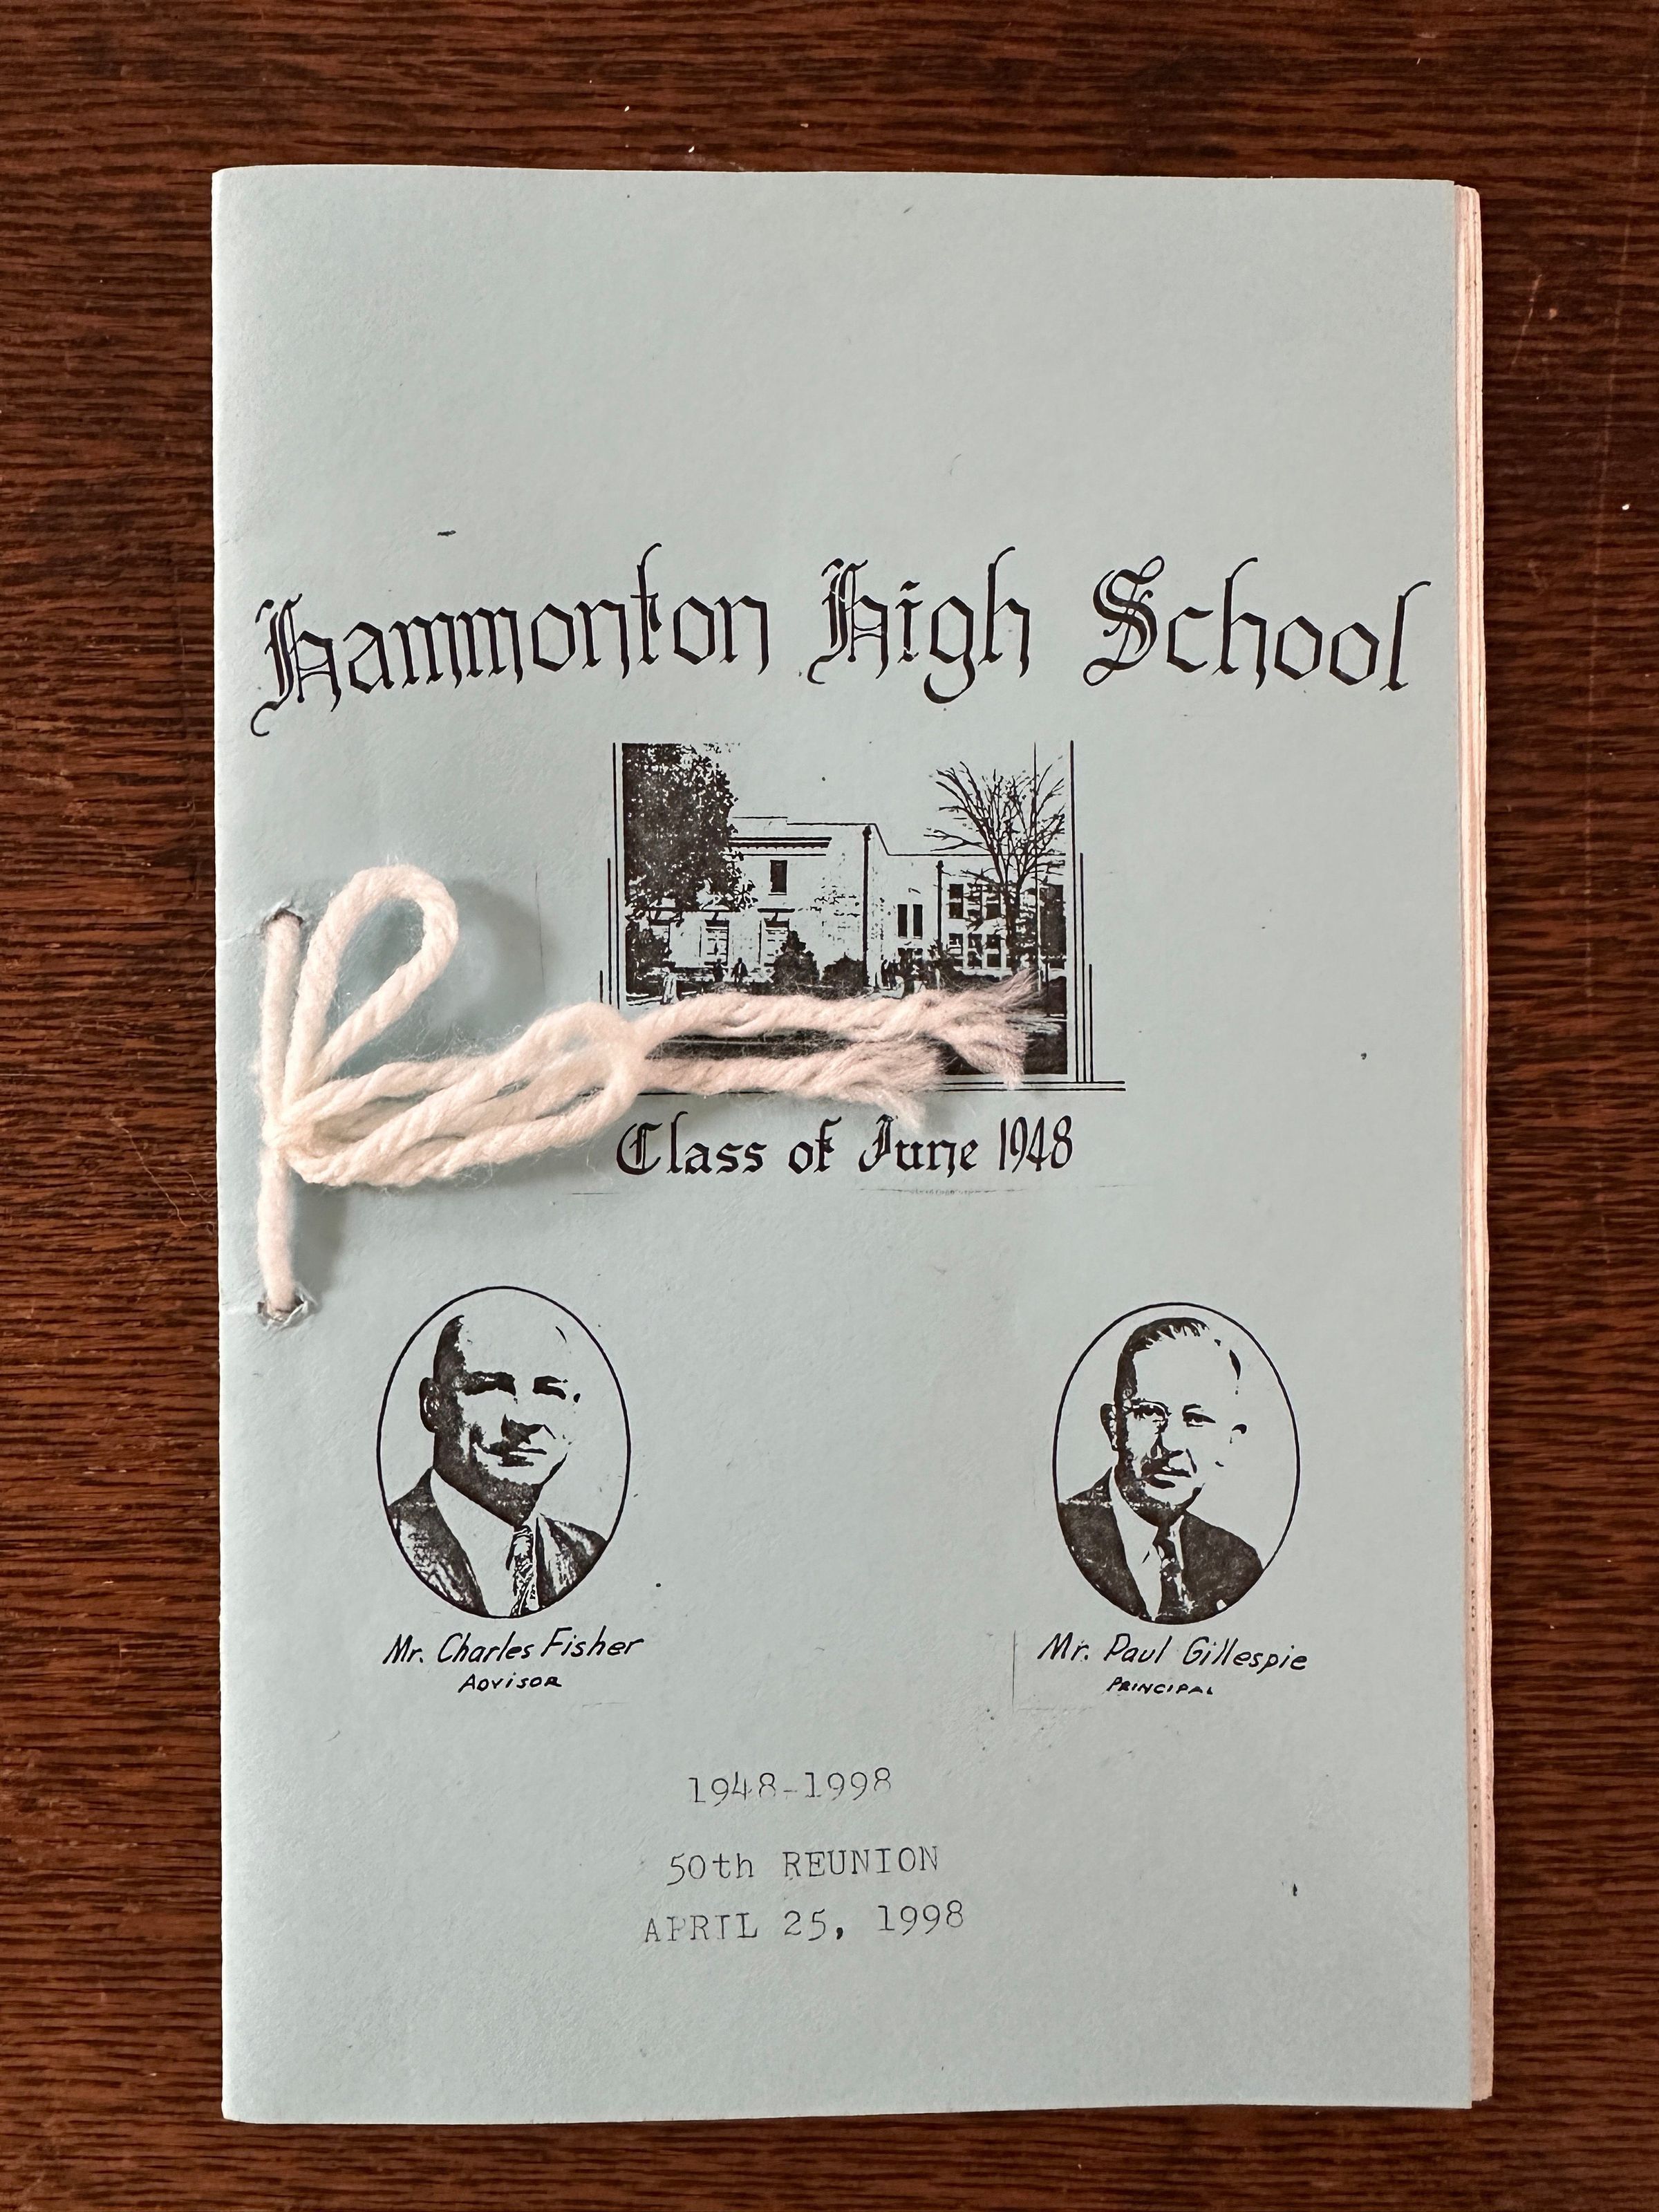 Hammonton High School
Class of June 1948
Mr. Charles Fisher
ADVISOR
Mr. Paul Gillespie
PRINCIPAL
1948-1998
50th REUNION
APRIL 25, 1998